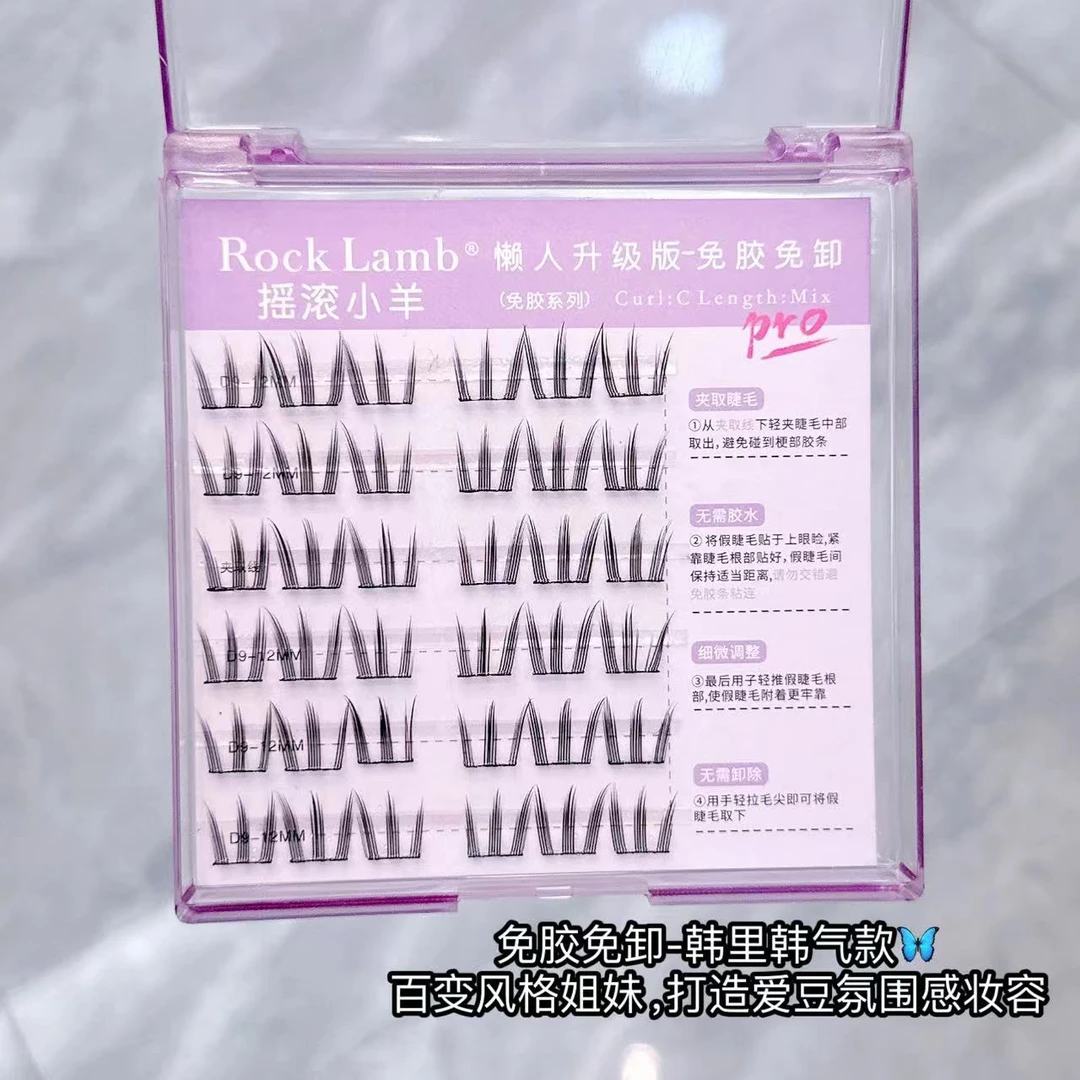 Rock Lamb® 懒人升级版-免胶免卸
摇滚小羊 (免胶系列) Curl:C Length:Mix
pro
D9-12MM
D9-12MM
夹取线
D9-12MM
D9-12MM
D9-12MM
夹取睫毛
①从夹取线下轻夹睫毛中部
取出,避免碰到梗部胶条
无需胶水
②将假睫毛贴于上眼睑,紧
靠睫毛根部贴好,假睫毛间
保持适当距离,请勿交错避
免胶条粘连
细微调整
③最后用子轻推假睫毛根
部,使假睫毛附着更牢靠
无需卸除
④用手轻拉毛尖即可将假
睫毛取下
免胶免卸-韩里韩气款🦋
百变风格姐妹,打造爱豆氛围感妆容